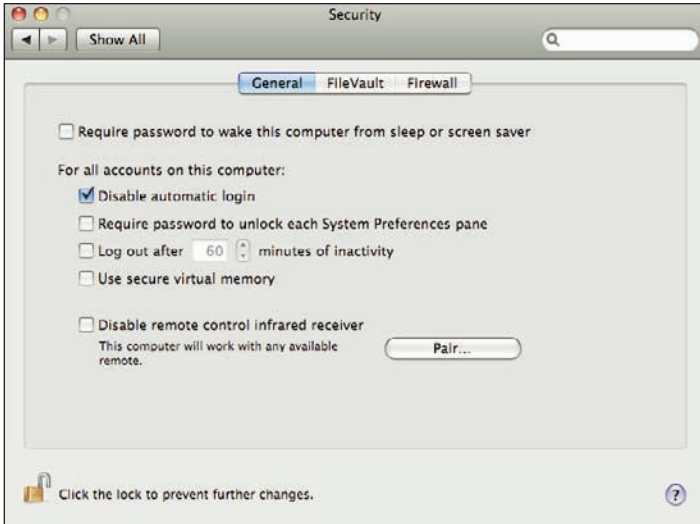 Security
Show All
General FileVault Firewall
Require password to wake this computer from sleep or screen saver
For all accounts on this computer:
Disable automatic login
Require password to unlock each System Preferences pane
Log out after 60 minutes of inactivity
Use secure virtual memory
Disable remote control infrared receiver
This computer will work with any available
remote.
Pair...
Click the lock to prevent further changes.
?